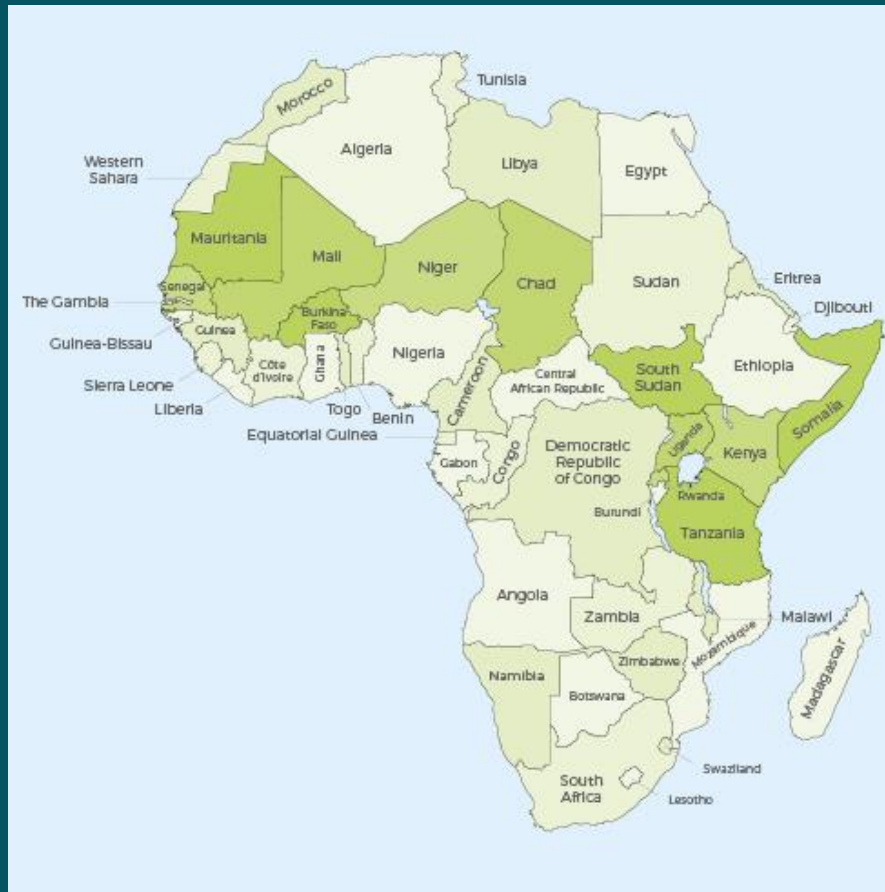 Tunisia
Morocco
Algeria
Libya
Egypt
Western
Sahara
Mauritania
Mali
Niger
Chad
Sudan
Eritrea
Djibouti
Senegal
The Gambia
Burkina
Faso
Guinea
Guinea-Bissau
Côte
d'Ivoire
Ghana
Nigeria
Cameroon
Central
African Republic
South
Sudan
Ethiopia
Somalia
Sierra Leone
Liberia
Togo
Benin
Equatorial Guinea
Gabon
Congo
Democratic
Republic
of Congo
Uganda
Kenya
Rwanda
Burundi
Tanzania
Angola
Zambia
Malawi
Mozambique
Zimbabwe
Namibia
Botswana
Madagascar
Swaziland
South
Africa
Lesotho